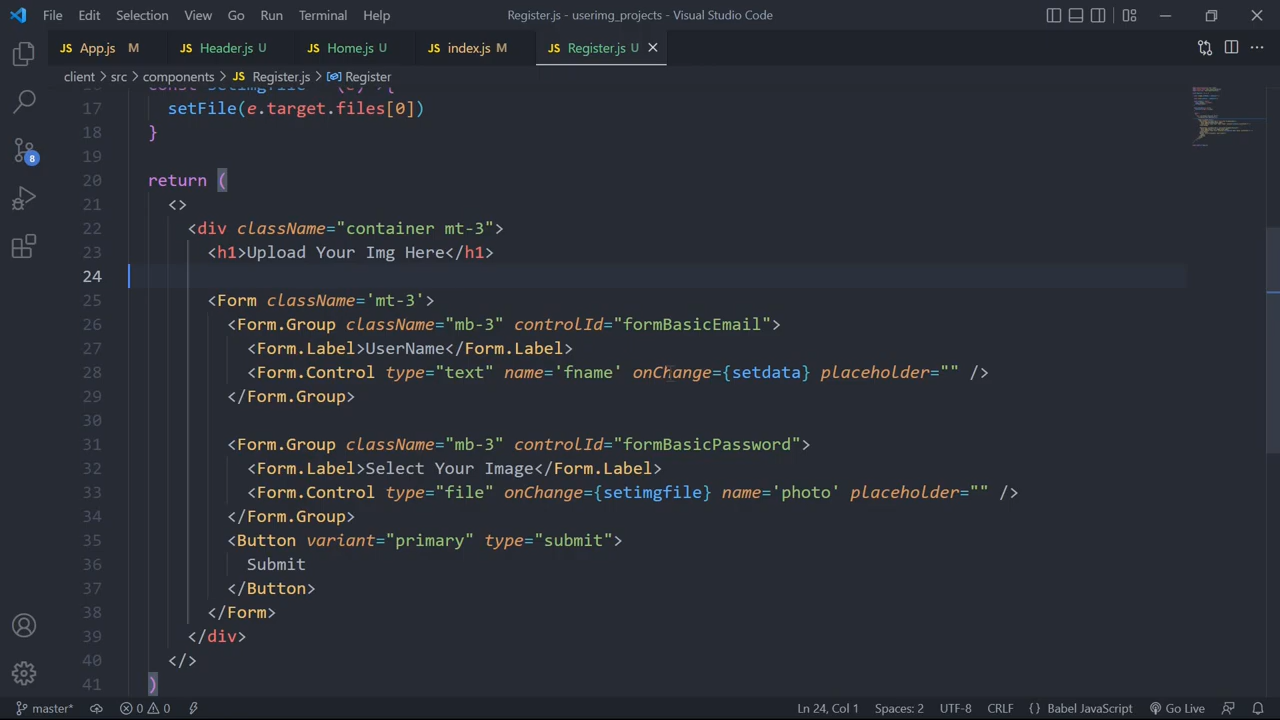 File Edit Selection View Go Run Terminal Help Register.js - userimg_projects - Visual Studio Code
JS App.js M JS Header.js U JS Home.js U JS index.js M JS Register.js U
client > src > components > JS Register.js > Register
17 setFile(e.target.files[0])
18 }
19
20 return (
21 <>
22 <div className="container mt-3">
23 <h1>Upload Your Img Here</h1>
24
25 <Form className='mt-3'>
26 <Form.Group className="mb-3" controlId="formBasicEmail">
27 <Form.Label>UserName</Form.Label>
28 <Form.Control type="text" name='fname' onChange={setdata} placeholder="" />
29 </Form.Group>
30
31 <Form.Group className="mb-3" controlId="formBasicPassword">
32 <Form.Label>Select Your Image</Form.Label>
33 <Form.Control type="file" onChange={setimgfile} name='photo' placeholder="" />
34 </Form.Group>
35 <Button variant="primary" type="submit">
36 Submit
37 </Button>
38 </Form>
39 </div>
40 </>
41 )
8
master* 0 0 Ln 24, Col 1 Spaces: 2 UTF-8 CRLF {} Babel JavaScript Go Live